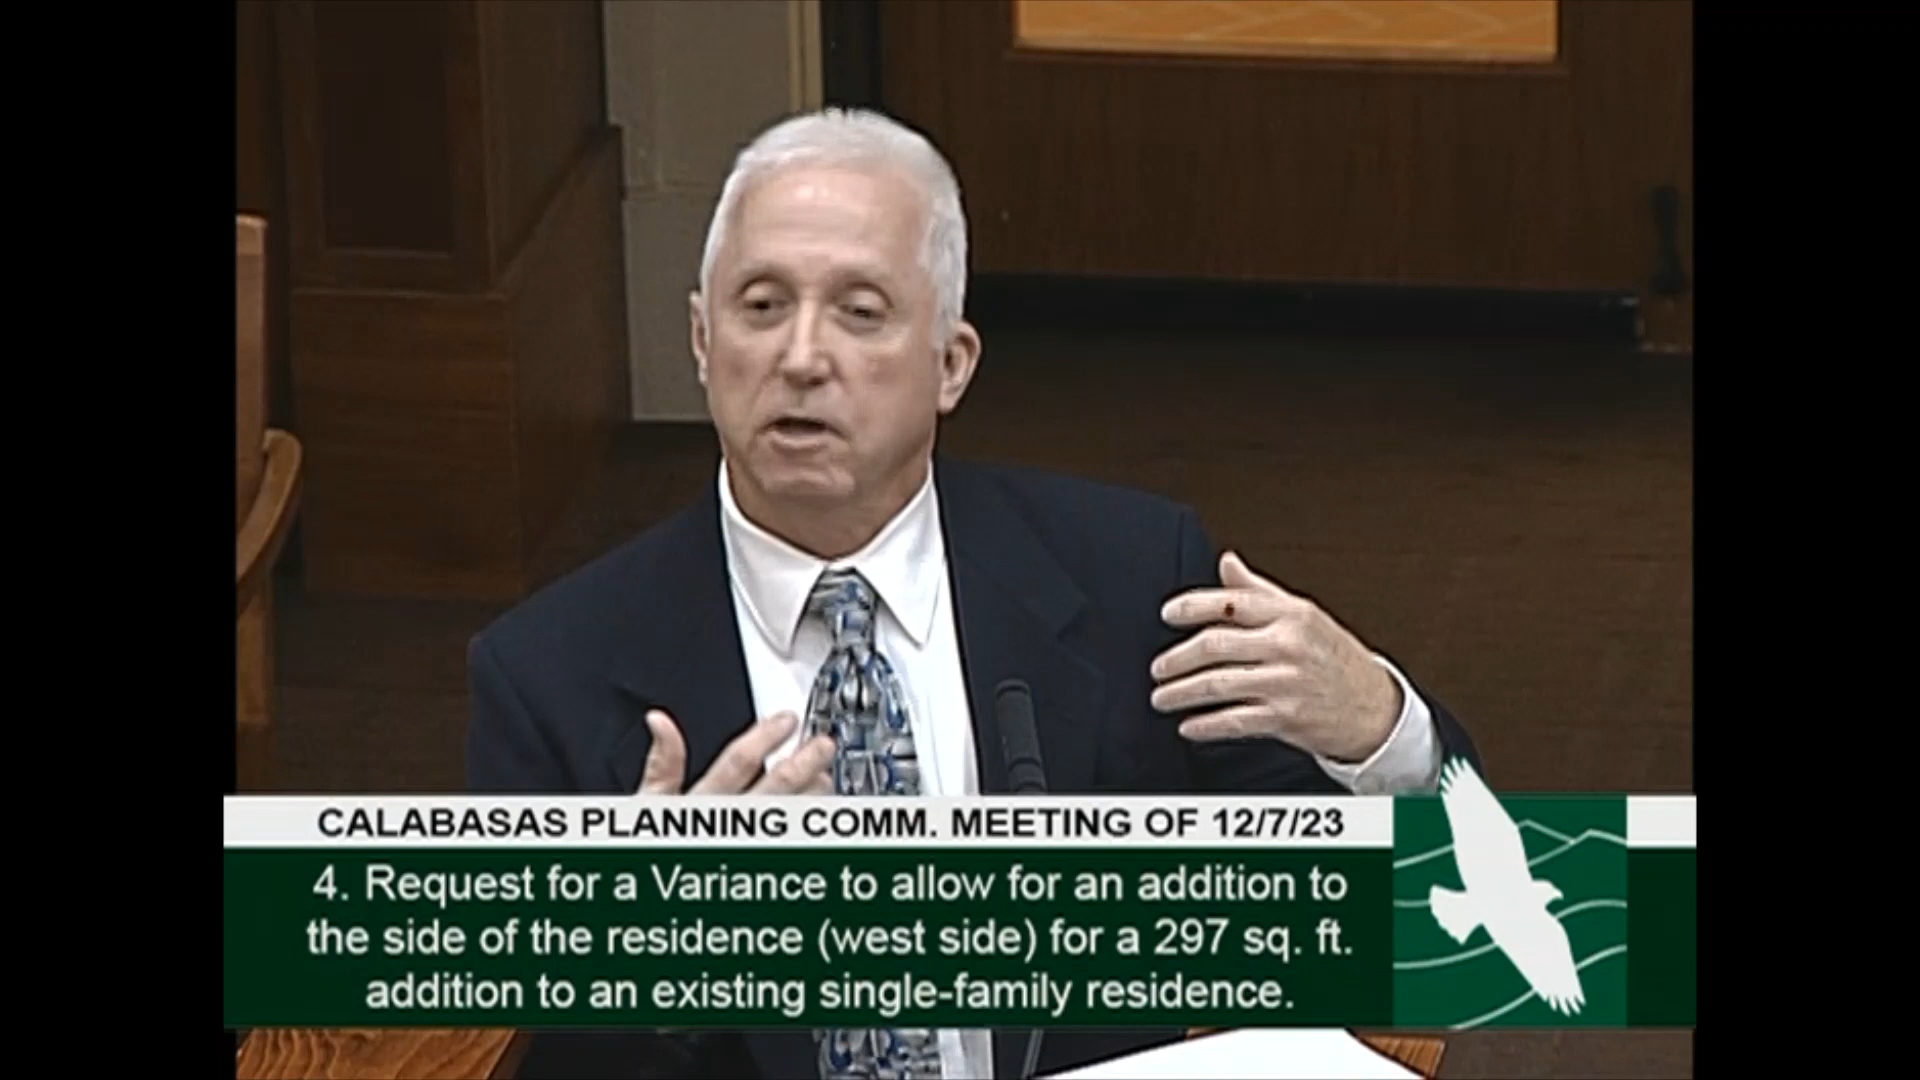 CALABASAS PLANNING COMM. MEETING OF 12/7/23
4. Request for a Variance to allow for an addition to
the side of the residence (west side) for a 297 sq. ft.
addition to an existing single-family residence.